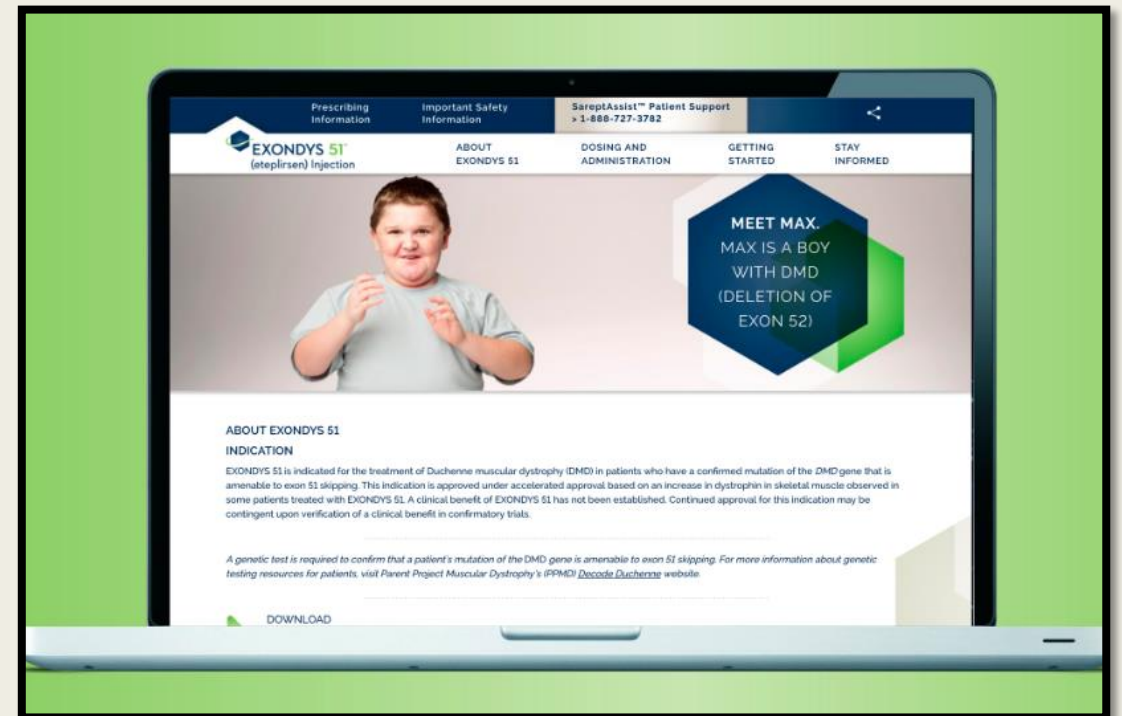 Prescribing Information
Important Safety Information
SareptAssist™ Patient Support
> 1-888-727-3782
EXONDYS 51™
(eteplirsen) Injection
ABOUT EXONDYS 51
DOSING AND ADMINISTRATION
GETTING STARTED
STAY INFORMED
MEET MAX.
MAX IS A BOY
WITH DMD
(DELETION OF
EXON 52)
ABOUT EXONDYS 51
INDICATION
EXONDYS 51 is indicated for the treatment of Duchenne muscular dystrophy (DMD) in patients who have a confirmed mutation of the DMD gene that is
amenable to exon 51 skipping. This indication is approved under accelerated approval based on an increase in dystrophin in skeletal muscle observed in
some patients treated with EXONDYS 51. A clinical benefit of EXONDYS 51 has not been established. Continued approval for this indication may be
contingent upon verification of a clinical benefit in confirmatory trials.
A genetic test is required to confirm that a patient's mutation of the DMD gene is amenable to exon 51 skipping. For more information about genetic
testing resources for patients, visit Parent Project Muscular Dystrophy's (PPMD) Decode Duchenne website.
DOWNLOAD